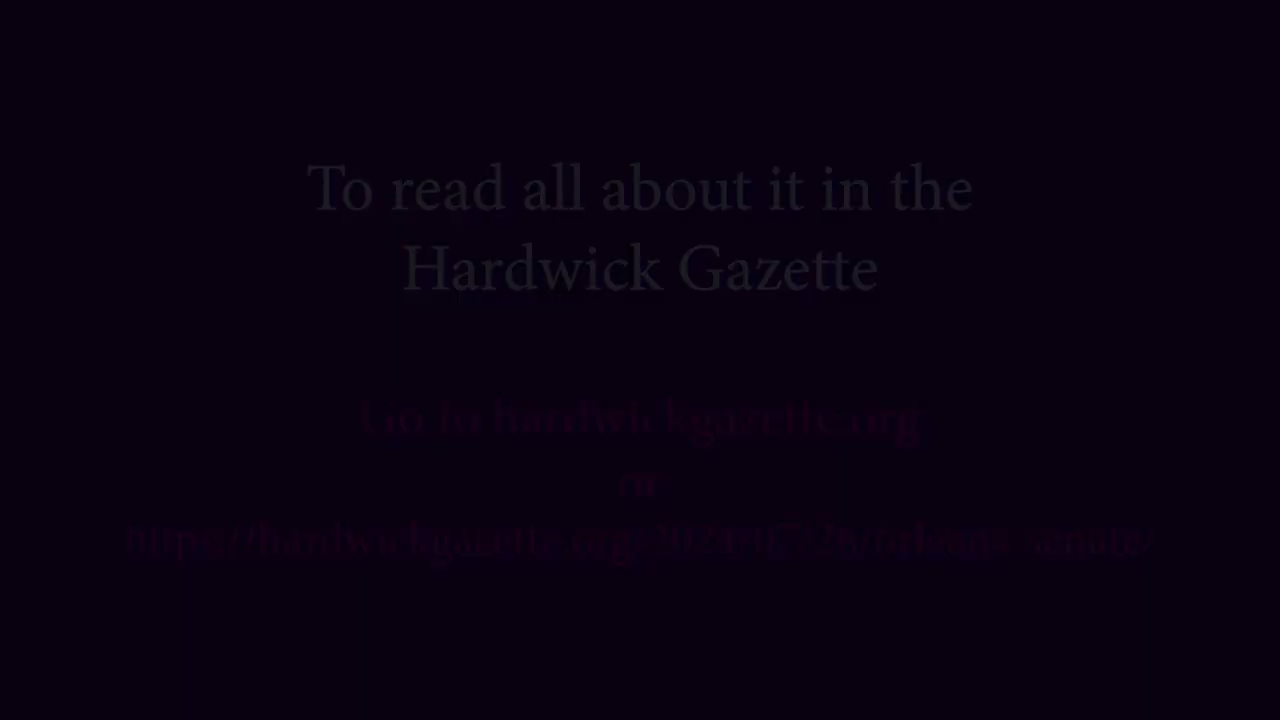 To read all about it in the
Hardwick Gazette
Go to hardwickgazette.org
or